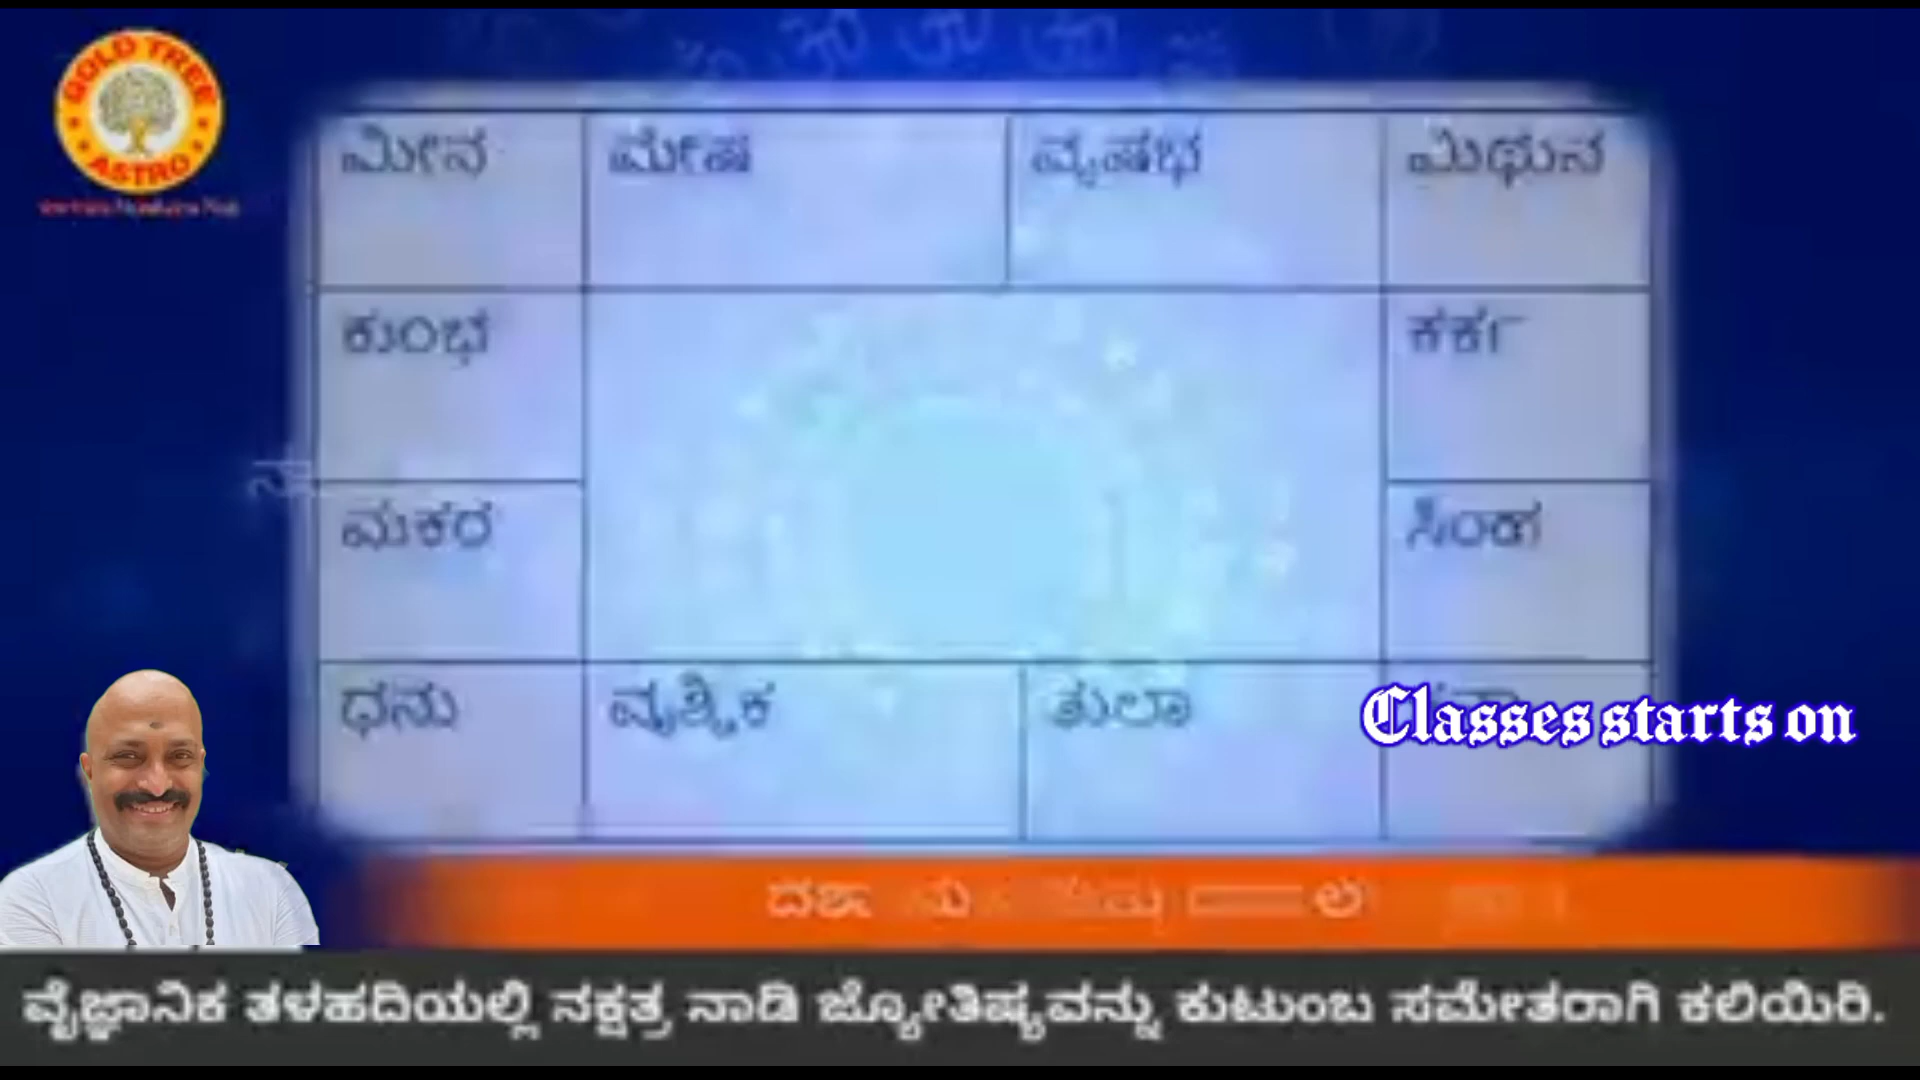 GOLD TREE
ASTRO
ಮೀನ ಮೇಷ ವೃಷಭ ಮಿಥುನ
ಕುಂಭ ಕರ್ಕ
ಮಕರ ಸಿಂಹ
ಧನು ವೃಶ್ಚಿಕ ತುಲಾ
Classes starts on
ವೈಜ್ಞಾನಿಕ ತಳಹದಿಯಲ್ಲಿ ನಕ್ಷತ್ರ ನಾಡಿ ಜ್ಯೋತಿಷ್ಯವನ್ನು ಕುಟುಂಬ ಸಮೇತರಾಗಿ ಕಲಿಯಿರಿ.